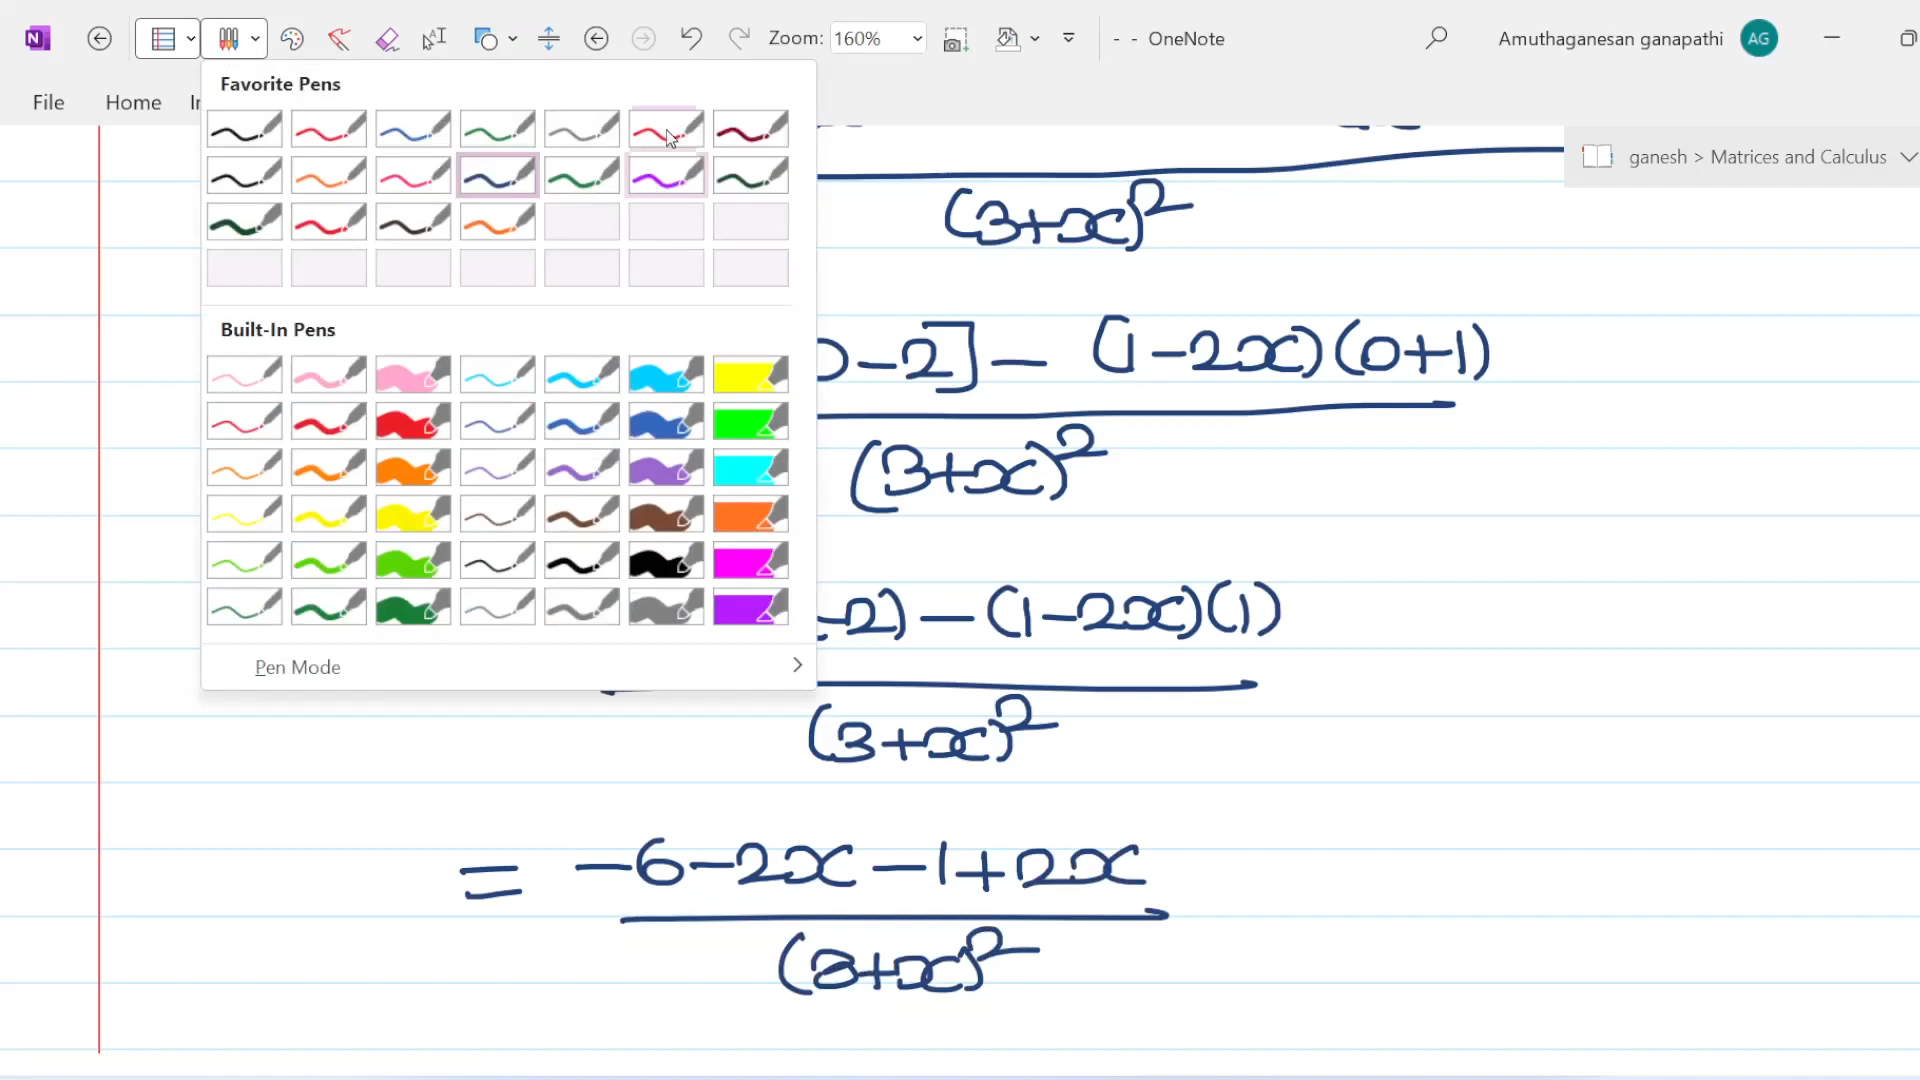 Zoom: 160% - - OneNote Amuthaganesan ganapathi AG
File Home
ganesh > Matrices and Calculus
Favorite Pens
Built-In Pens
Pen Mode
(3+x)²
-2] - (1-2x)(0+1)
(3+x)²
-2) - (1-2x)(1)
(3+x)²
= -6-2x-1+2x
(3+x)²